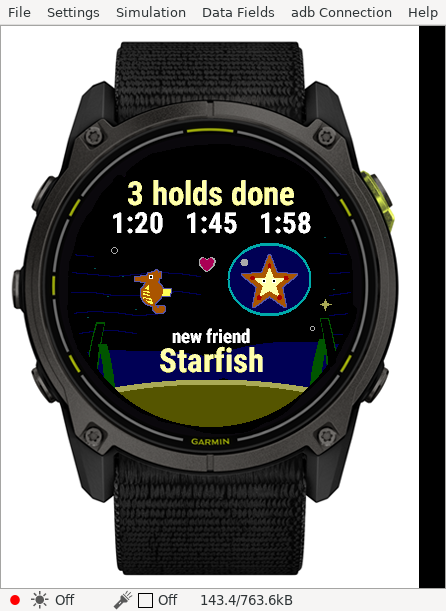 File Settings Simulation Data Fields adb Connection Help
3 holds done
1:20 1:45 1:58
new friend
Starfish
GARMIN
Off Off 143.4/763.6kB